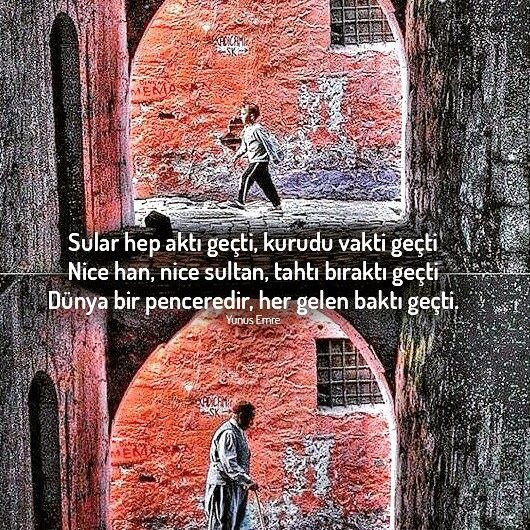 Sular hep aktı geçti, kurudu vakti geçti
Nice han, nice sultan, tahtı bıraktı geçti
Dünya bir penceredir, her gelen baktı geçti.
Yunus Emre